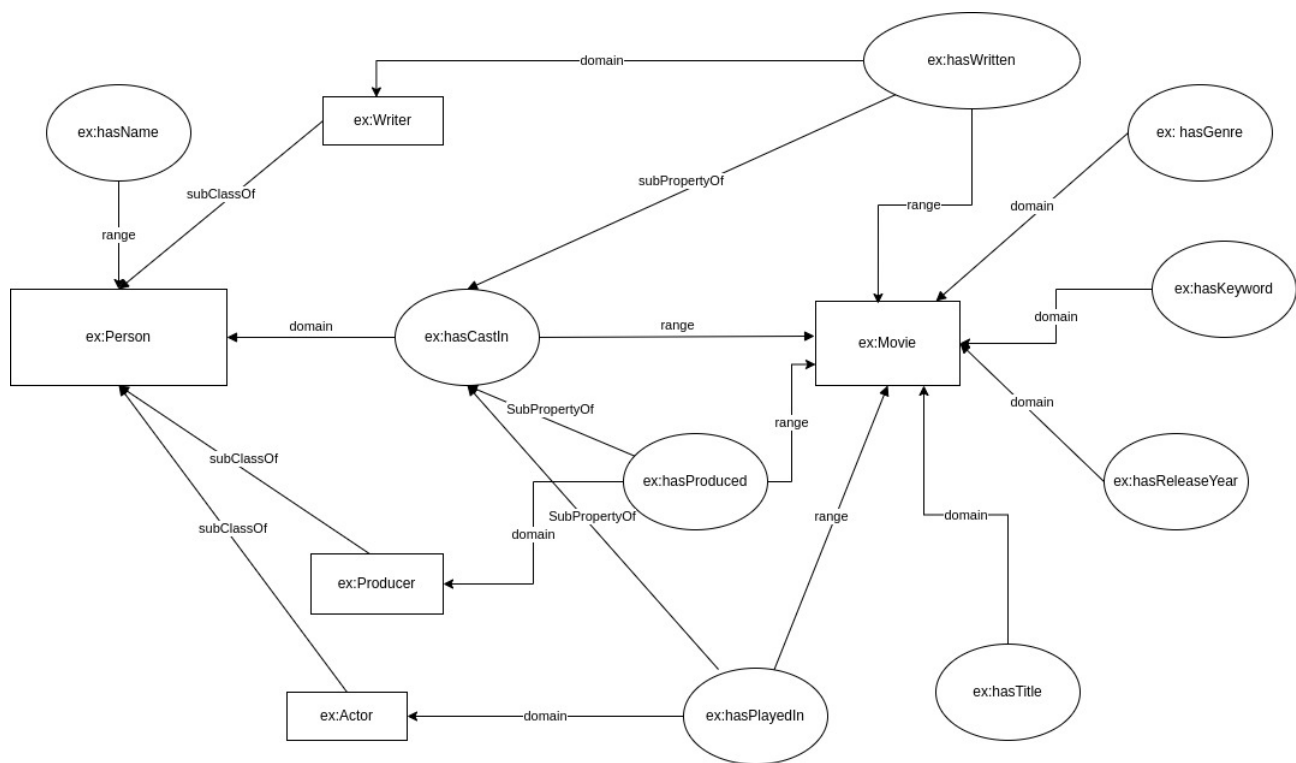 ex:hasWritten
domain
ex:Writer
ex:hasName
ex: hasGenre
subPropertyOf
subClassOf
range
domain
range
ex:hasKeyword
domain
range
domain
ex:Person
ex:hasCastIn
ex:Movie
domain
SubPropertyOf
range
subClassOf
ex:hasProduced
ex:hasReleaseYear
SubPropertyOf
range
domain
subClassOf
domain
ex:Producer
ex:hasTitle
ex:Actor
domain
ex:hasPlayedIn